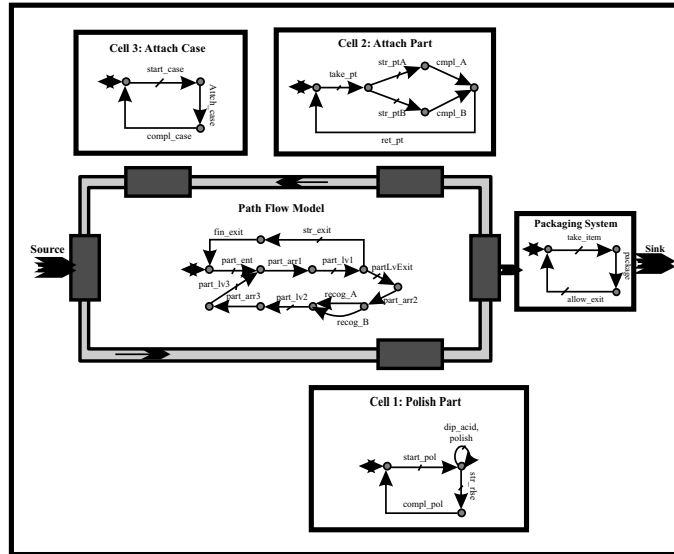 Cell 3: Attach Case
start_case
Attch_case
compl_case
Cell 2: Attach Part
str_ptA
cmpl_A
take_pt
str_ptB
cmpl_B
ret_pt
Path Flow Model
fin_exit
str_exit
part_ent
part_arr1
part_lv1
partLvExit
part_lv3
part_arr3
part_lv2
recog_A
part_arr2
recog_B
Source
Packaging System
take_item
package
allow_exit
Sink
Cell 1: Polish Part
dip_acid,
polish
start_pol
str_rlse
compl_pol